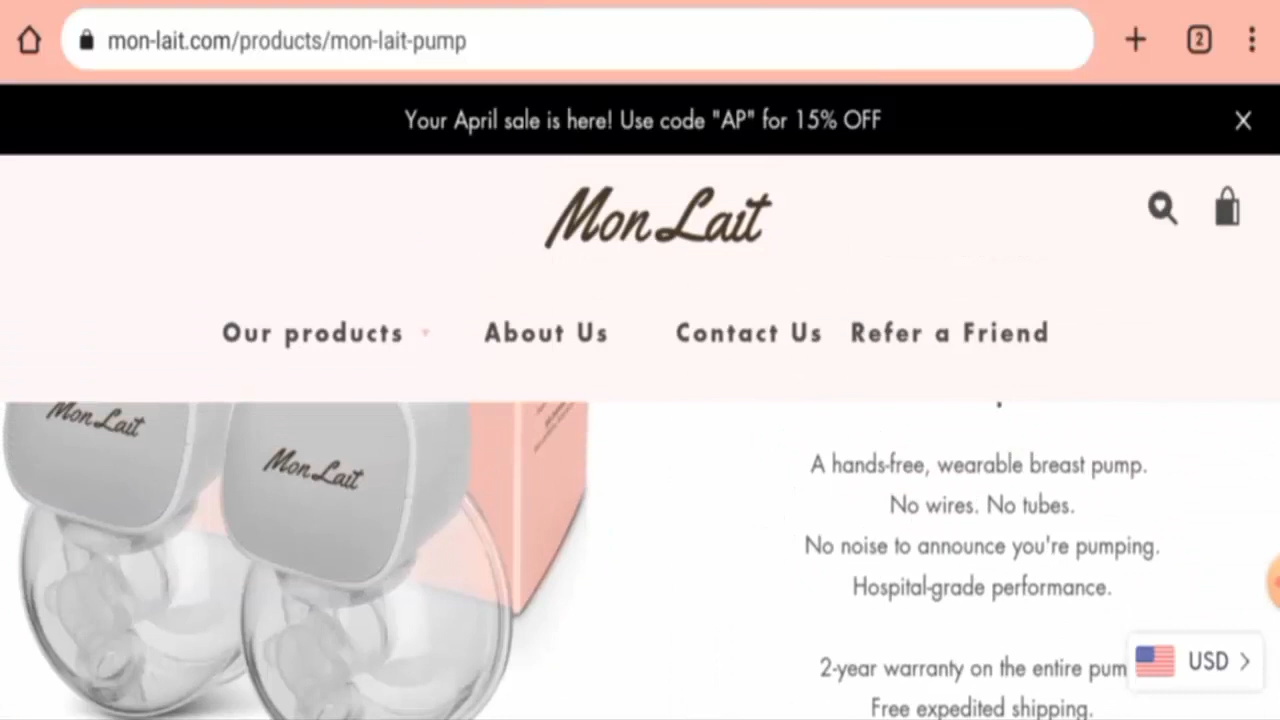 mon-lait.com/products/mon-lait-pump
2
Your April sale is here! Use code "AP" for 15% OFF
Mon Lait
Our products
About Us
Contact Us
Refer a Friend
Mon Lait
Mon Lait
A hands-free, wearable breast pump.
No wires. No tubes.
No noise to announce you're pumping.
Hospital-grade performance.
2-year warranty on the entire pum
Free expedited shipping.
USD